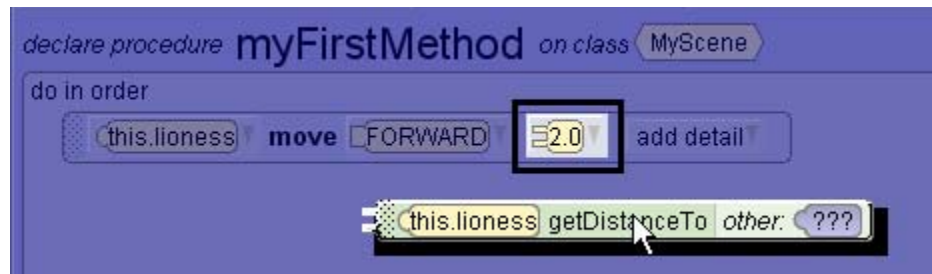 declare procedure myFirstMethod on class MyScene
do in order
this.lioness move FORWARD 2.0 add detail
this.lioness getDistanceTo other: ???